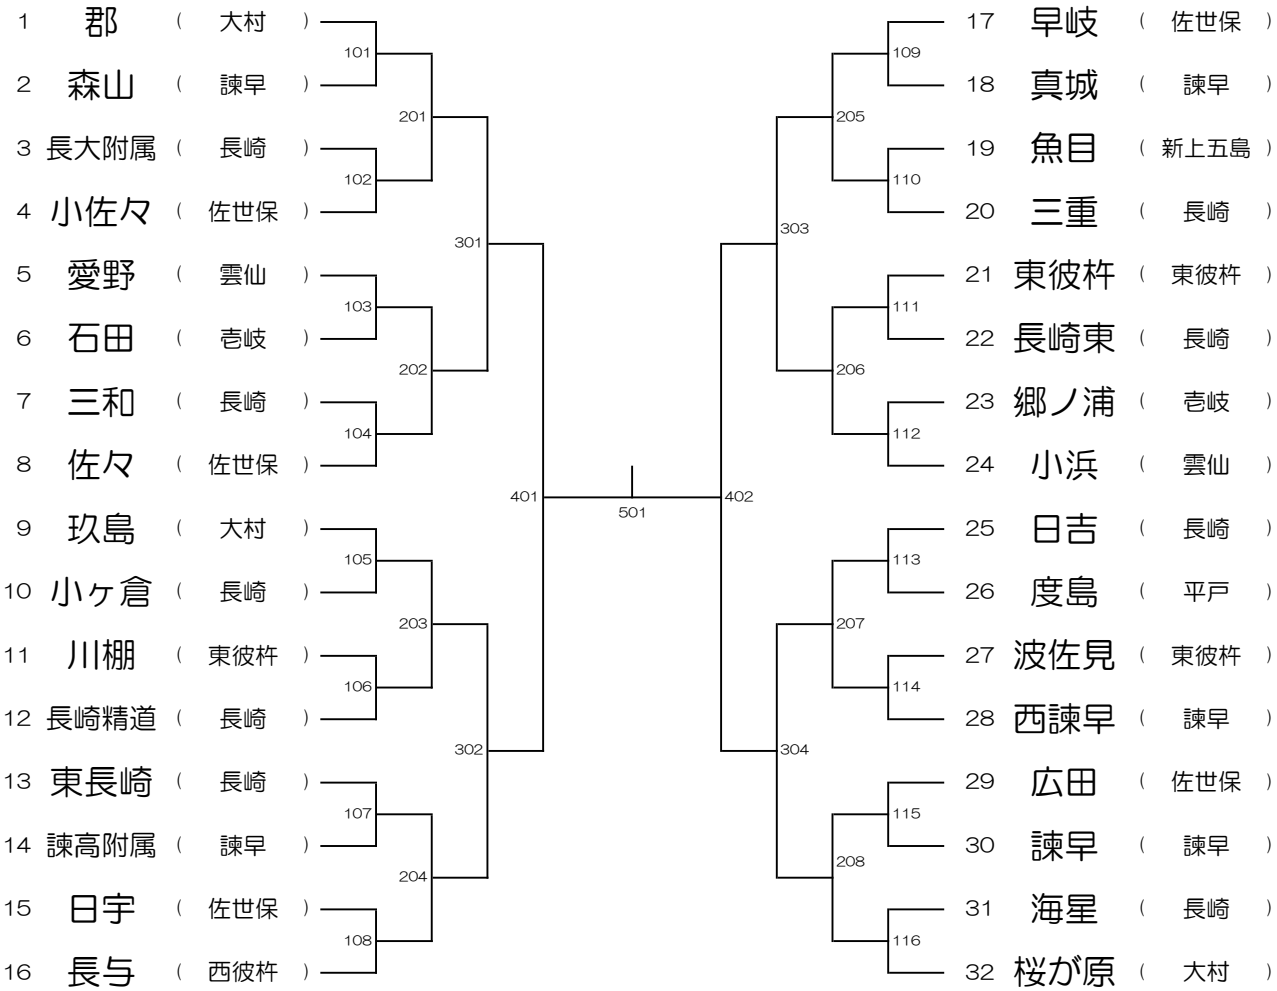 1 郡 ( 大村 )
101
2 森山 ( 諫早 )
201
3 長大附属 ( 長崎 )
102
4 小佐々 ( 佐世保 )
301
5 愛野 ( 雲仙 )
103
6 石田 ( 壱岐 )
202
7 三和 ( 長崎 )
104
8 佐々 ( 佐世保 )
401
9 玖島 ( 大村 )
105
10 小ヶ倉 ( 長崎 )
203
11 川棚 ( 東彼杵 )
106
12 長崎精道 ( 長崎 )
302
13 東長崎 ( 長崎 )
107
14 諫高附属 ( 諫早 )
204
15 日宇 ( 佐世保 )
108
16 長与 ( 西彼杵 )
501
17 早岐 ( 佐世保 )
109
18 真城 ( 諫早 )
205
19 魚目 ( 新上五島 )
110
20 三重 ( 長崎 )
303
21 東彼杵 ( 東彼杵 )
111
22 長崎東 ( 長崎 )
206
23 郷ノ浦 ( 壱岐 )
112
24 小浜 ( 雲仙 )
402
25 日吉 ( 長崎 )
113
26 度島 ( 平戸 )
207
27 波佐見 ( 東彼杵 )
114
28 西諫早 ( 諫早 )
304
29 広田 ( 佐世保 )
115
30 諫早 ( 諫早 )
208
31 海星 ( 長崎 )
116
32 桜が原 ( 大村 )